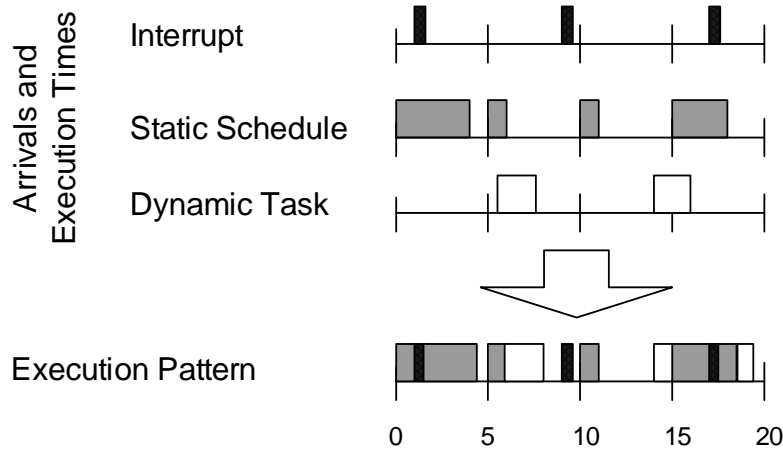 Arrivals and
Execution Times
Interrupt
Static Schedule
Dynamic Task
Execution Pattern
0 5 10 15 20